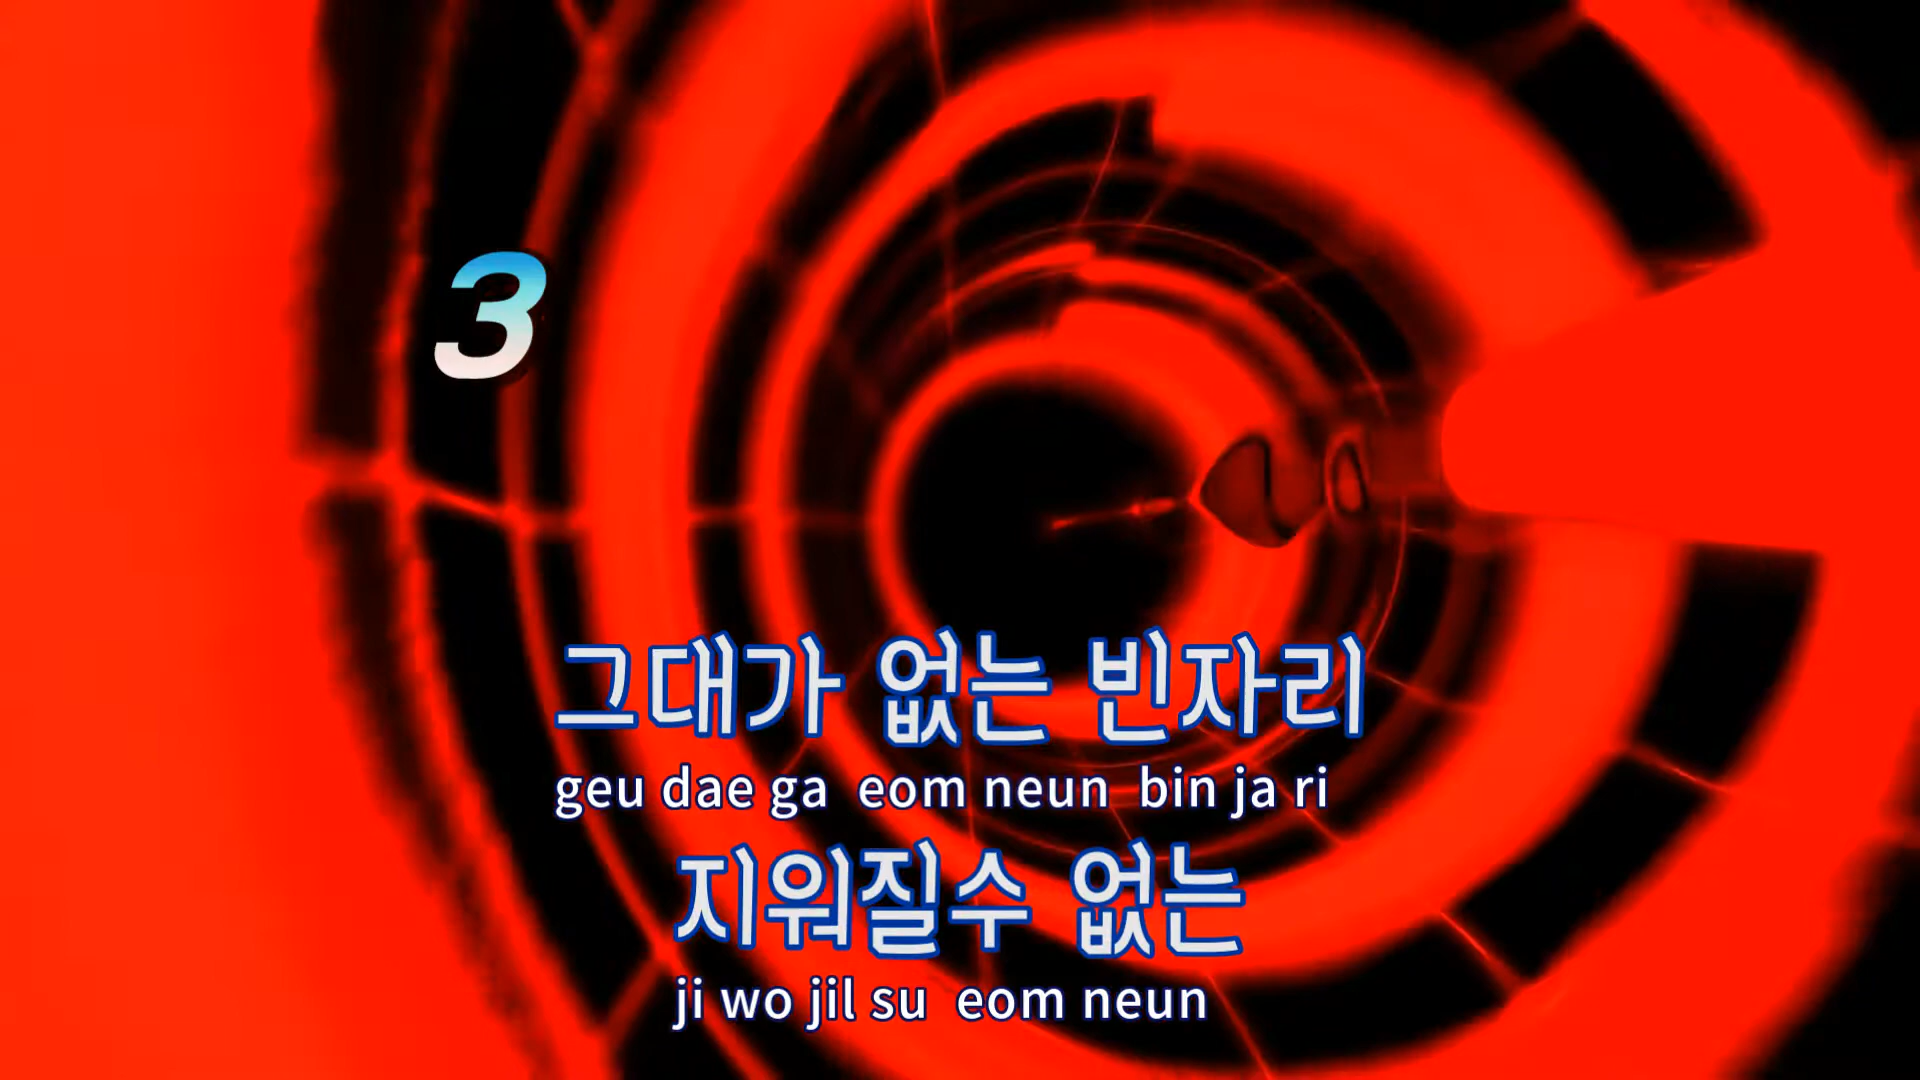 3
그대가 없는 빈자리
geu dae ga eom neun bin ja ri
지워질수 없는
ji wo jil su eom neun